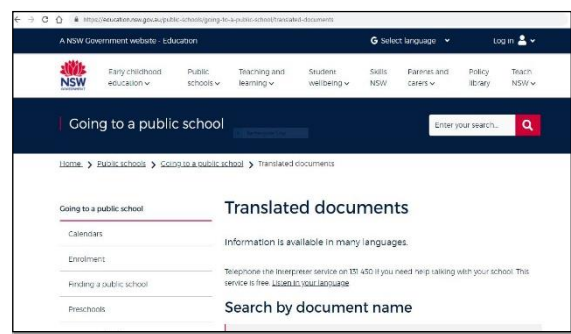 https://education.nsw.gov.au/public-schools/going-to-a-public-school/translated-documents
A NSW Government website - Education
G Select language
Log in
NSW
Early childhood education
Public schools
Teaching and learning
Student wellbeing
Skills NSW
Parents and carers
Policy library
Teach NSW
Going to a public school
Enter your search...
Home > Public schools > Going to a public school > Translated documents
Going to a public school
Calendars
Enrolment
Finding a public school
Preschools
Translated documents
Information is available in many languages.
Telephone the interpreter service on 131 450 if you need help talking with your school. This
service is free. Listen in your language
Search by document name